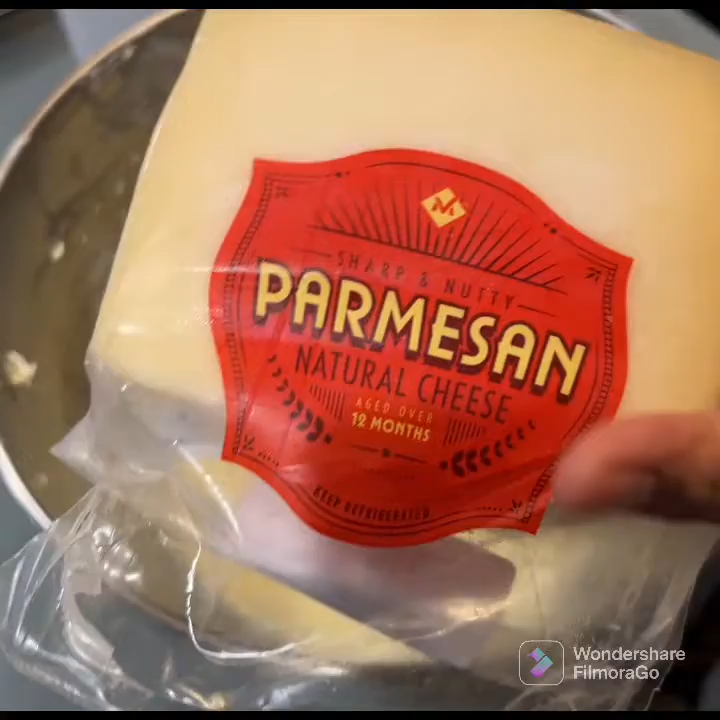 SHARP & NUTTY
PARMESAN
NATURAL CHEESE
AGED OVER
12 MONTHS
KEEP REFRIGERATED
Wondershare
FilmoraGo